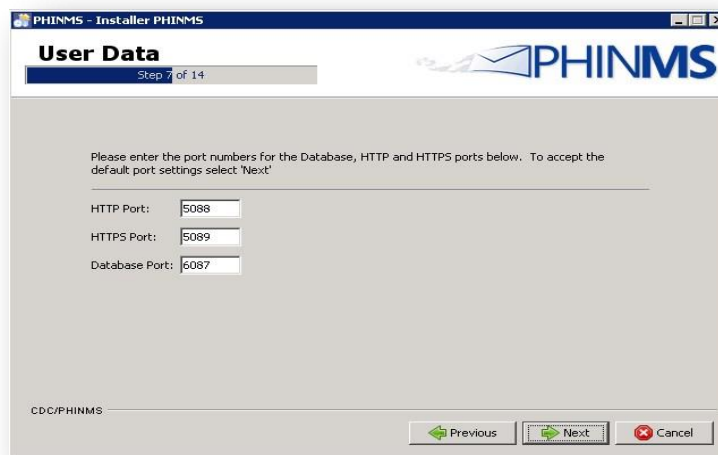 PHINMS - Installer PHINMS
User Data
PHINMS
Step 7 of 14
Please enter the port numbers for the Database, HTTP and HTTPS ports below. To accept the
default port settings select 'Next'
HTTP Port: 5088
HTTPS Port: 5089
Database Port: 6087
CDC/PHINMS
Previous Next Cancel